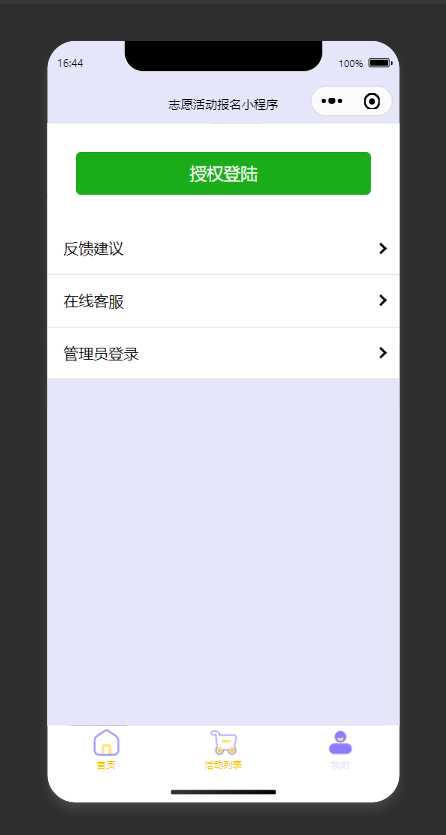 16:44
100%
志愿活动报名小程序
授权登陆
反馈建议
在线客服
管理员登录
首页
活动列表
我的